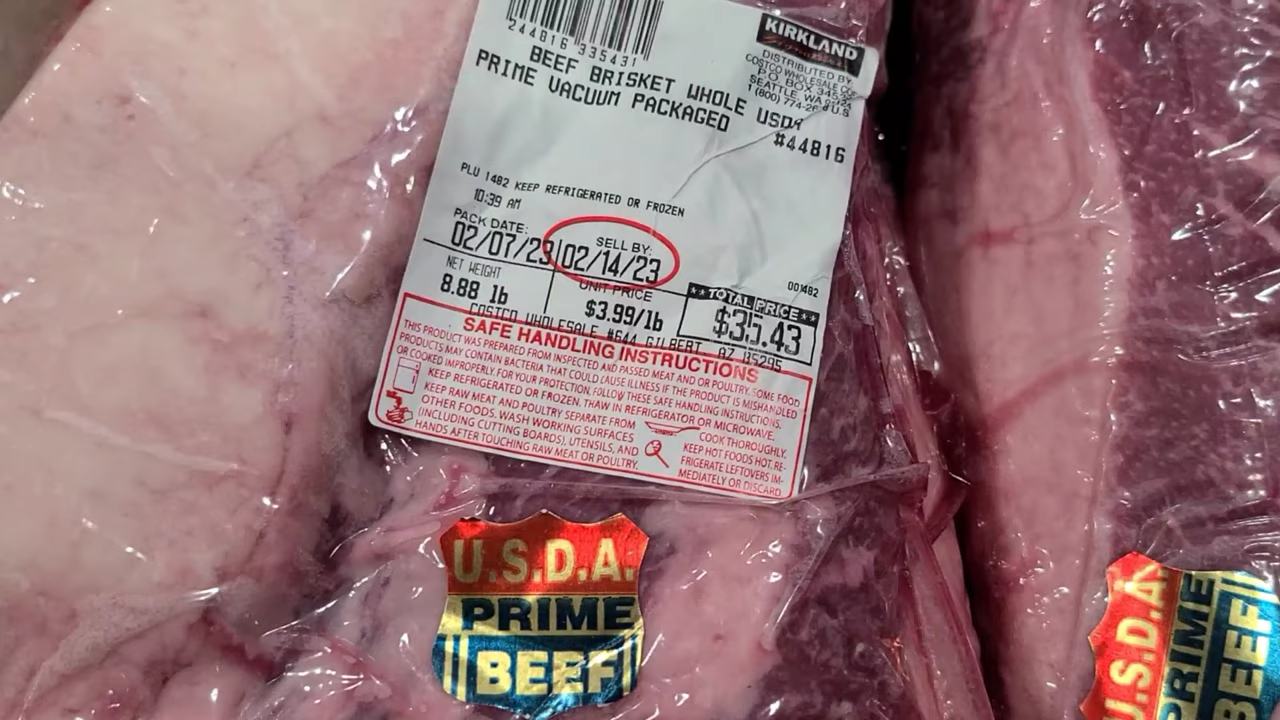 244816 335431
KIRKLAND
DISTRIBUTED BY
COSTCO WHOLESALE
P.O. BOX
SEATTLE, WA
1 (800) 774-
BEEF BRISKET WHOLE USDA
PRIME VACUUM PACKAGED
#44816
PLU 1482 KEEP REFRIGERATED OR FROZEN
10:39 AM
PACK DATE:
02/07/23
SELL BY:
02/14/23
NET WEIGHT
8.88 lb
UNIT PRICE
$3.99/lb
001482
**TOTAL PRICE**
$35.43
COSTCO WHOLESALE #644 GILBERT, AZ
SAFE HANDLING INSTRUCTIONS
THIS PRODUCT WAS PREPARED FROM INSPECTED AND PASSED MEAT AND OR POULTRY. SOME FOOD
PRODUCTS MAY CONTAIN BACTERIA THAT COULD CAUSE ILLNESS IF THE PRODUCT IS MISHANDLED
OR COOKED IMPROPERLY. FOR YOUR PROTECTION, FOLLOW THESE SAFE HANDLING INSTRUCTIONS.
KEEP REFRIGERATED OR FROZEN. THAW IN REFRIGERATOR OR MICROWAVE.
KEEP RAW MEAT AND POULTRY SEPARATE FROM
OTHER FOODS. WASH WORKING SURFACES
(INCLUDING CUTTING BOARDS), UTENSILS, AND
HANDS AFTER TOUCHING RAW MEAT OR POULTRY.
COOK THOROUGHLY.
KEEP HOT FOODS HOT. RE-
FRIGERATE LEFTOVERS IM-
MEDIATELY OR DISCARD
U.S.D.A.
PRIME
BEEF
U.S.D.A.
PRIME
BEEF